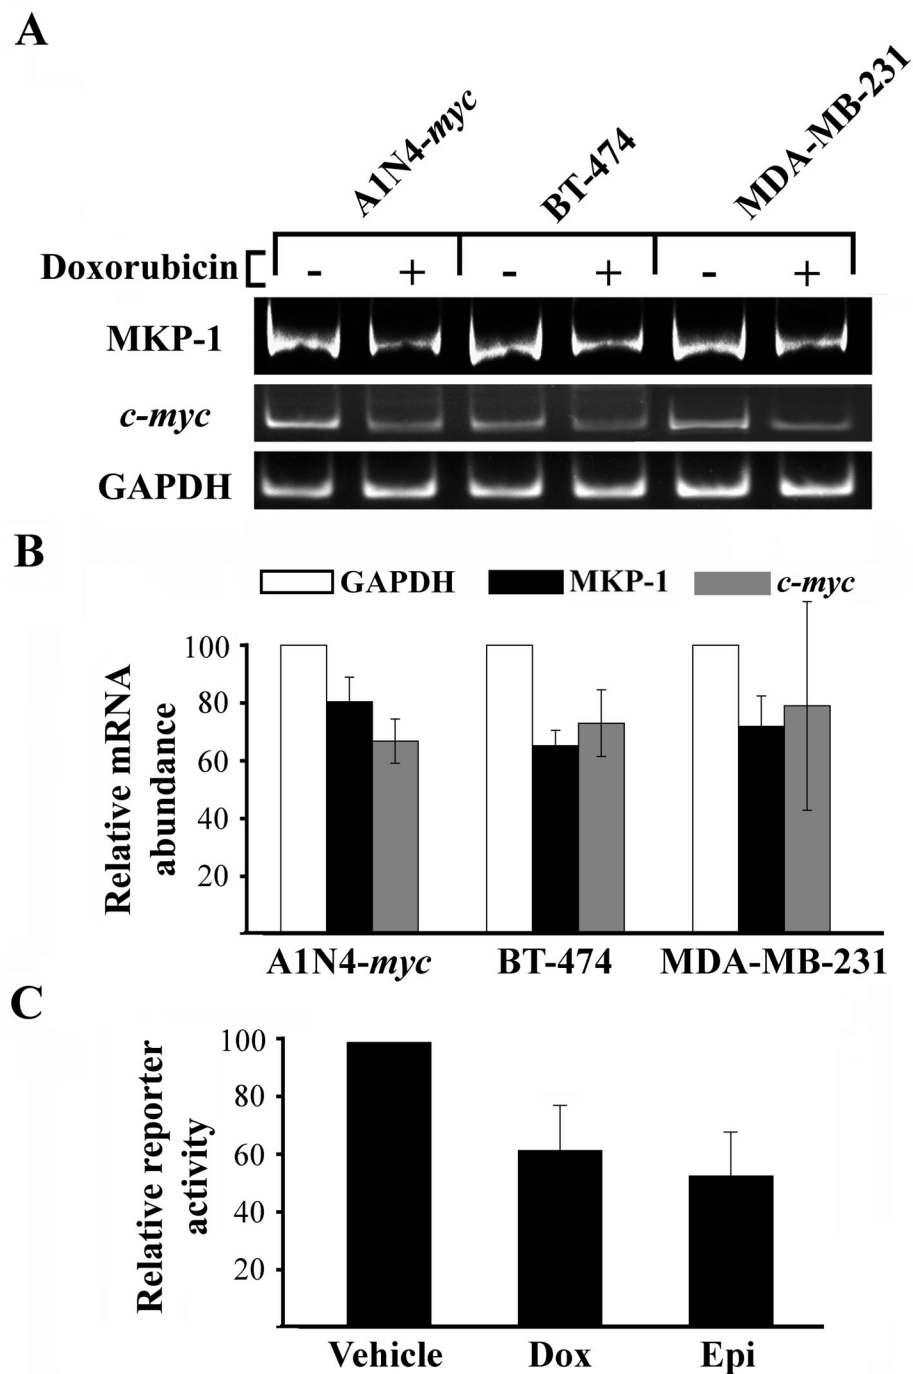 A
A1N4-myc BT-474 MDA-MB-231
Doxorubicin - + - + - +
MKP-1
c-myc
GAPDH
B
GAPDH MKP-1 c-myc
Relative mRNA
abundance
100
80
60
40
20
A1N4-myc BT-474 MDA-MB-231
C
Relative reporter
activity
100
80
60
40
20
Vehicle Dox Epi